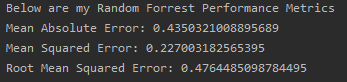 Below are my Random Forrest Performance Metrics
Mean Absolute Error: 0.4350321008895689
Mean Squared Error: 0.227003182565395
Root Mean Squared Error: 0.4764485098784495